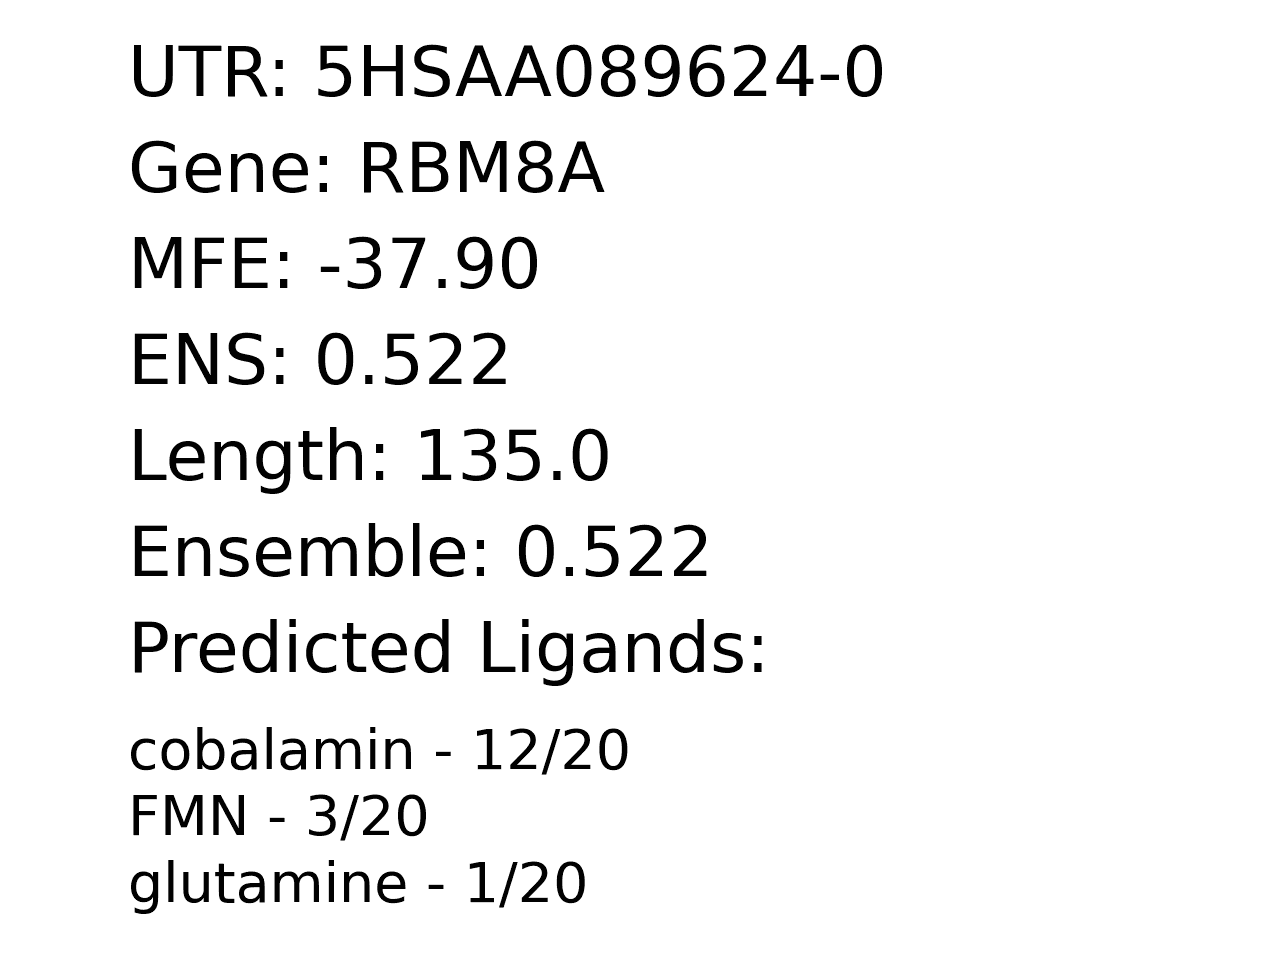 UTR: 5HSAA089624-0
Gene: RBM8A
MFE: -37.90
ENS: 0.522
Length: 135.0
Ensemble: 0.522
Predicted Ligands:
cobalamin - 12/20
FMN - 3/20
glutamine - 1/20